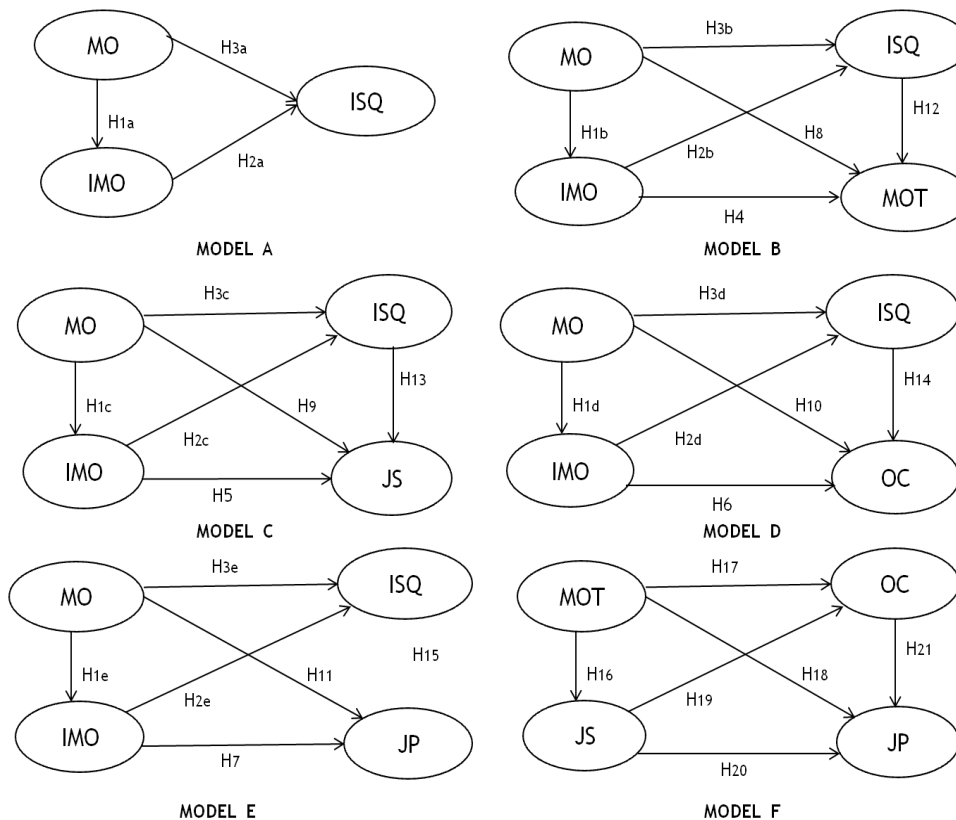 MO
H3a
ISQ
H1a
H2a
IMO
MODEL A
MO
H3b
ISQ
H1b
H2b
H8
H12
IMO
H4
MOT
MODEL B
MO
H3c
ISQ
H1c
H2c
H9
H13
IMO
H5
JS
MODEL C
MO
H3d
ISQ
H1d
H2d
H10
H14
IMO
H6
OC
MODEL D
MO
H3e
ISQ
H1e
H2e
H11
H15
IMO
H7
JP
MODEL E
MOT
H17
OC
H16
H19
H18
H21
JS
H20
JP
MODEL F